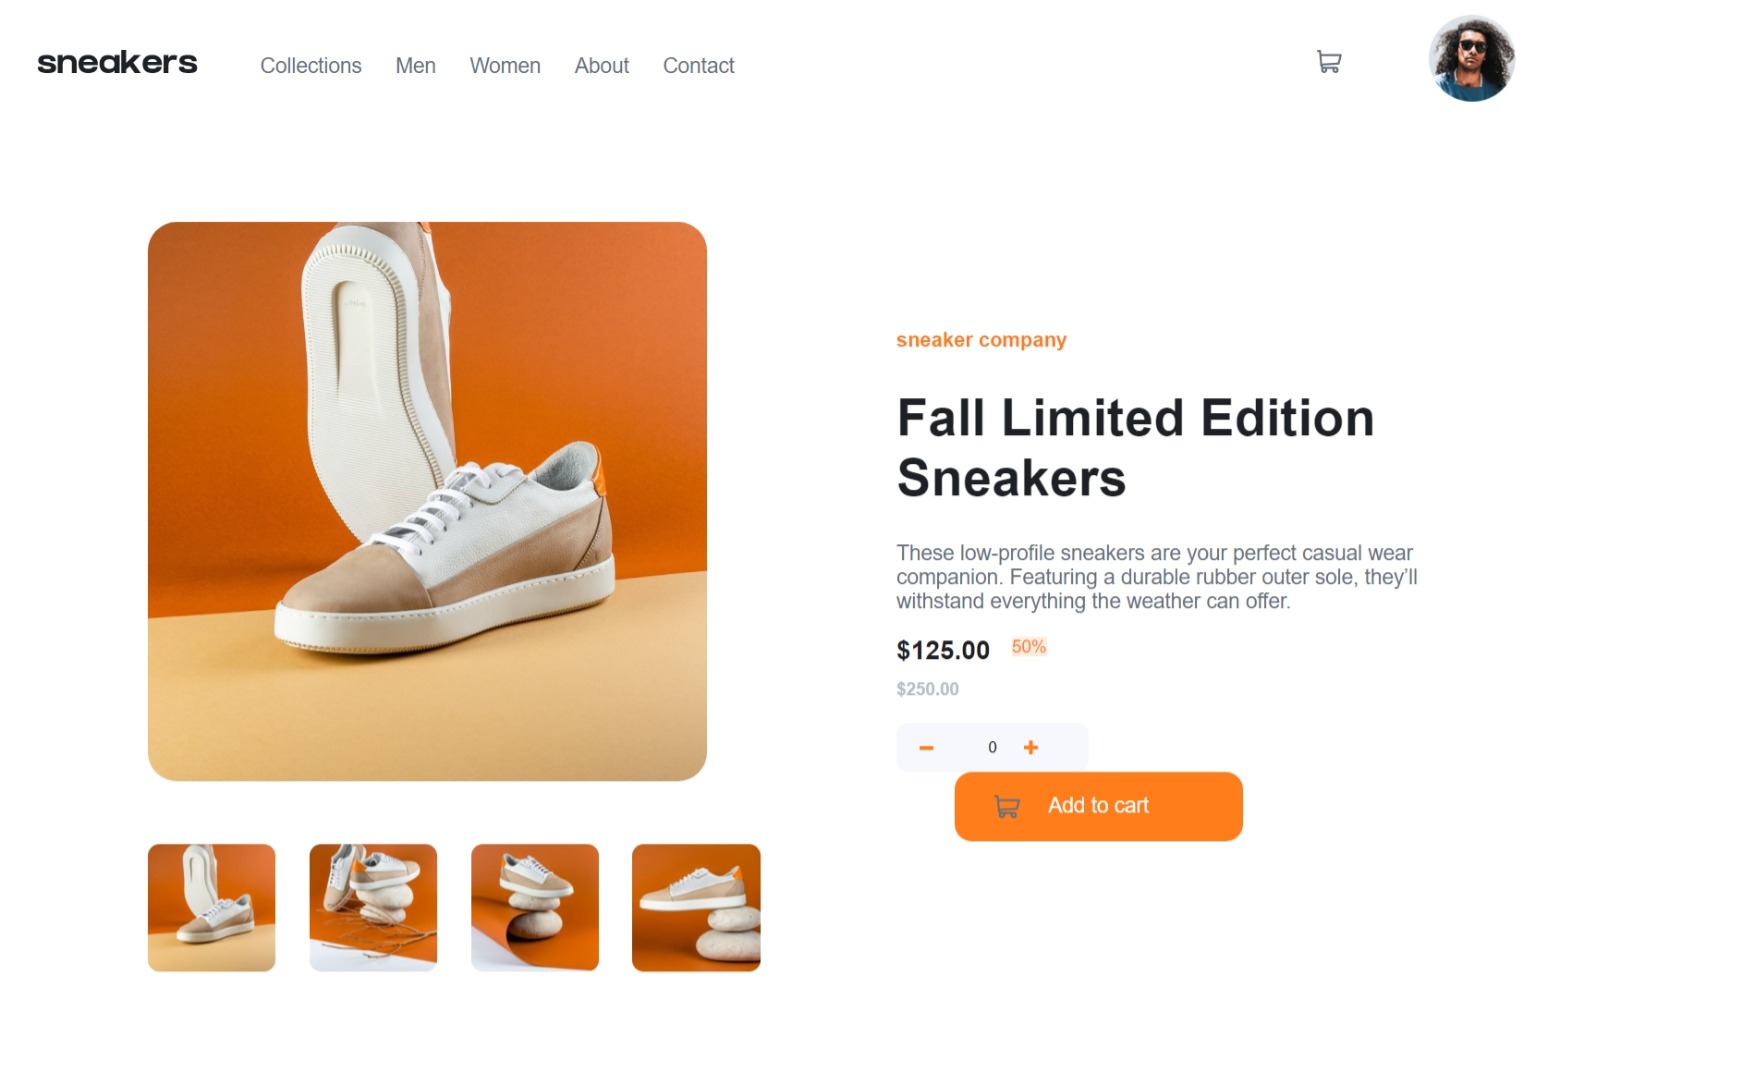 sneakers
Collections Men Women About Contact
sneaker company
Fall Limited Edition
Sneakers
These low-profile sneakers are your perfect casual wear
companion. Featuring a durable rubber outer sole, they’ll
withstand everything the weather can offer.
$125.00 50%
$250.00
0
Add to cart